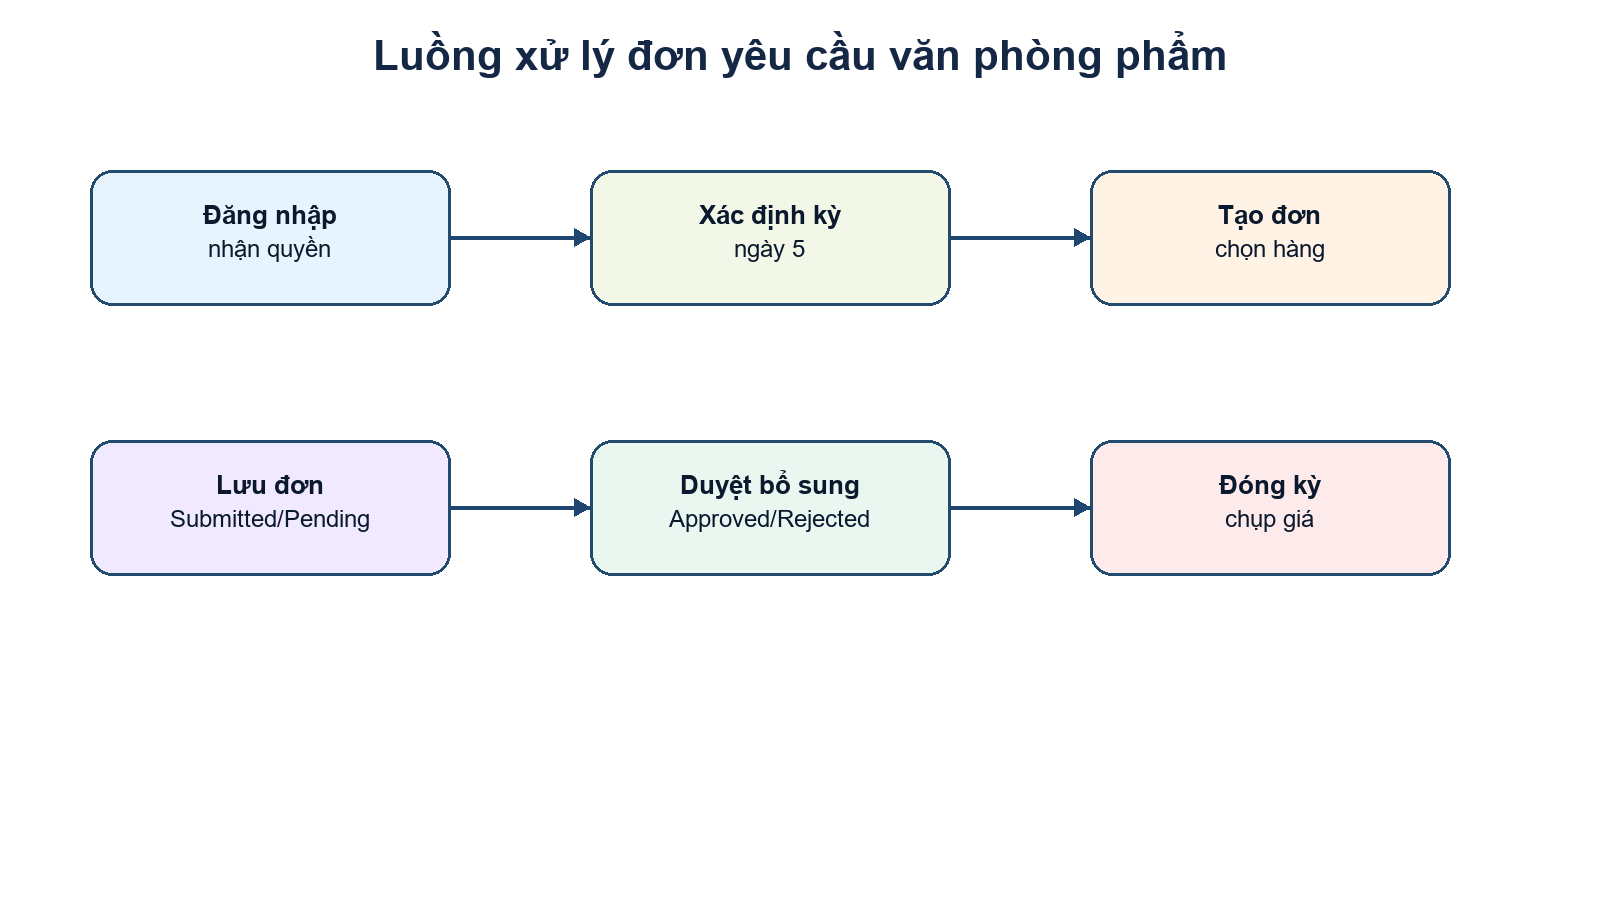 Luồng xử lý đơn yêu cầu văn phòng phẩm
Đăng nhập
nhận quyền
Xác định kỳ
ngày 5
Tạo đơn
chọn hàng
Lưu đơn
Submitted/Pending
Duyệt bổ sung
Approved/Rejected
Đóng kỳ
chụp giá